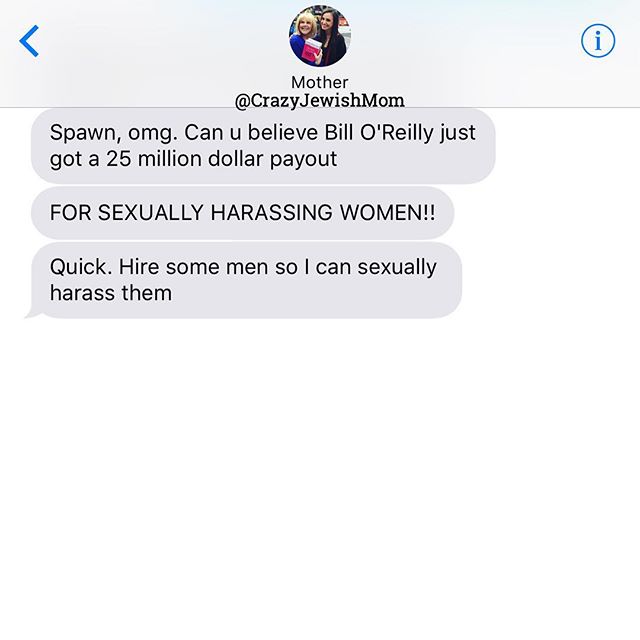 Mother
@CrazyJewishMom
Spawn, omg. Can u believe Bill O'Reilly just
got a 25 million dollar payout
FOR SEXUALLY HARASSING WOMEN!!
Quick. Hire some men so I can sexually
harass them